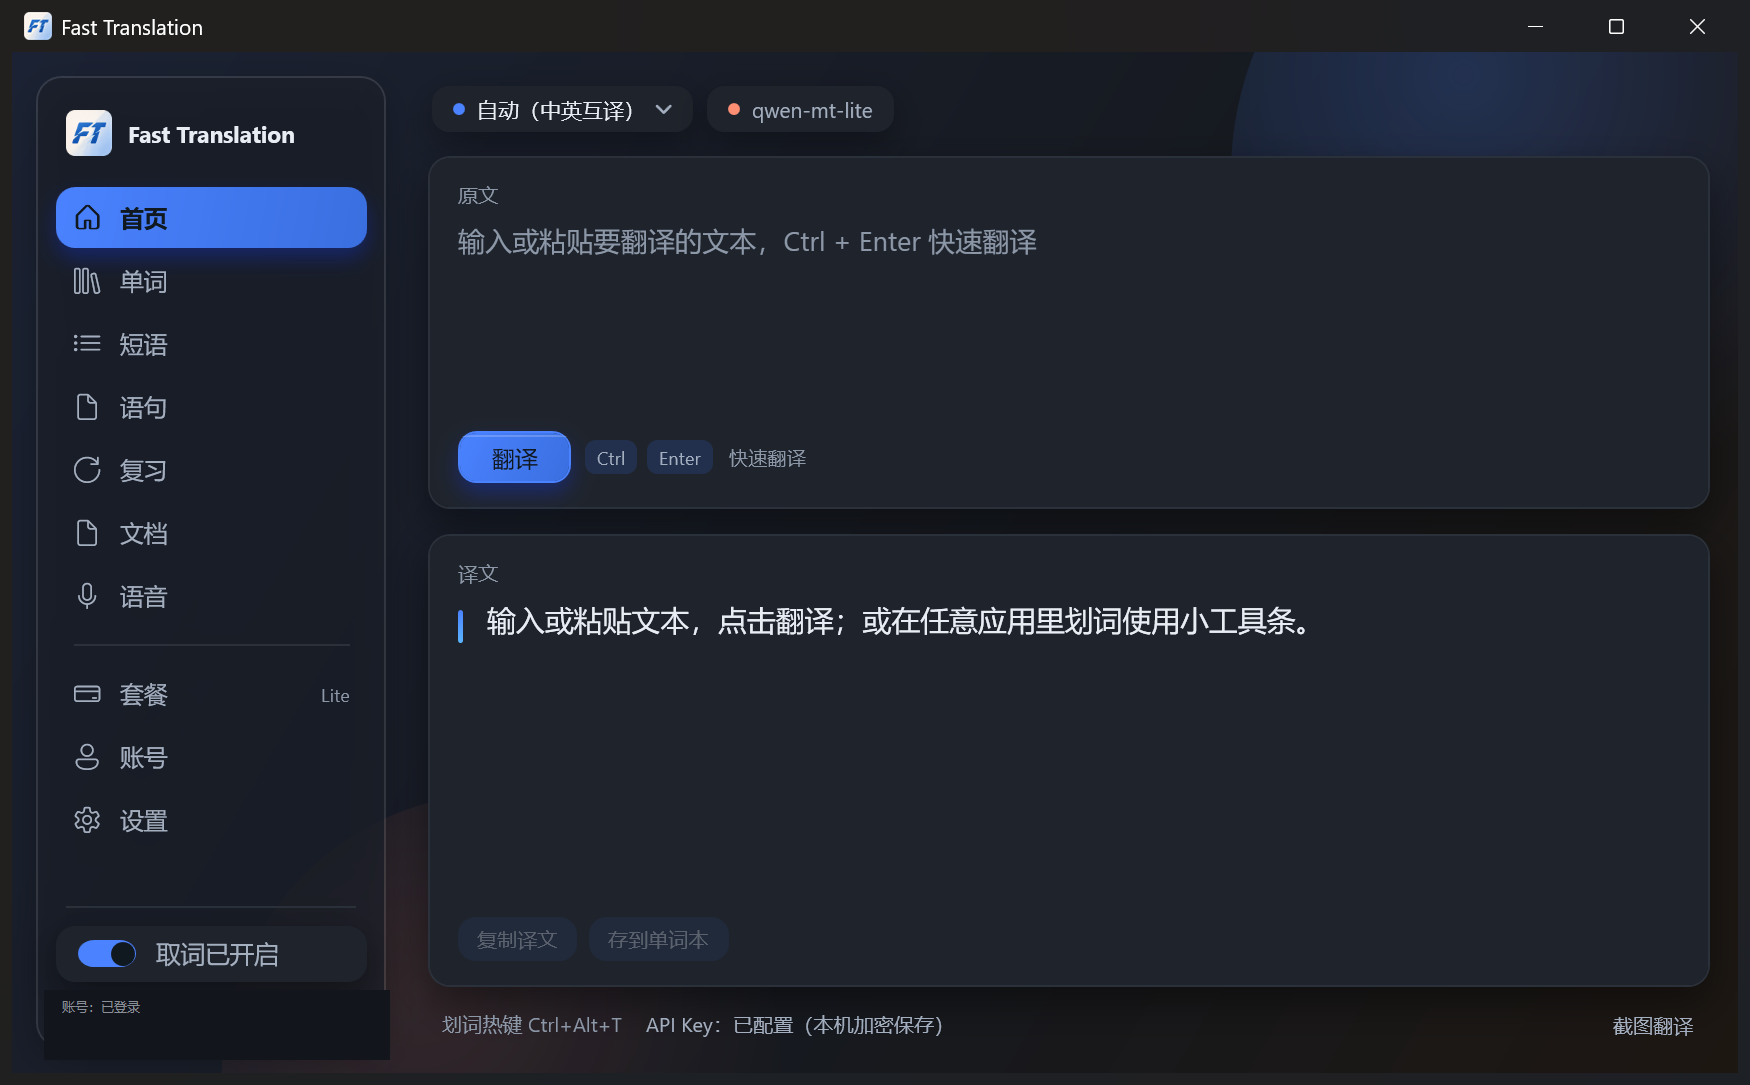 FT Fast Translation
FT Fast Translation
首页
单词
短语
语句
复习
文档
语音
套餐 Lite
账号
设置
取词已开启
账号：已登录
自动（中英互译） qwen-mt-lite
原文
输入或粘贴要翻译的文本，Ctrl + Enter 快速翻译
翻译 Ctrl Enter 快速翻译
译文
输入或粘贴文本，点击翻译；或在任意应用里划词使用小工具条。
复制译文 存到单词本
划词热键 Ctrl+Alt+T API Key：已配置（本机加密保存） 截图翻译